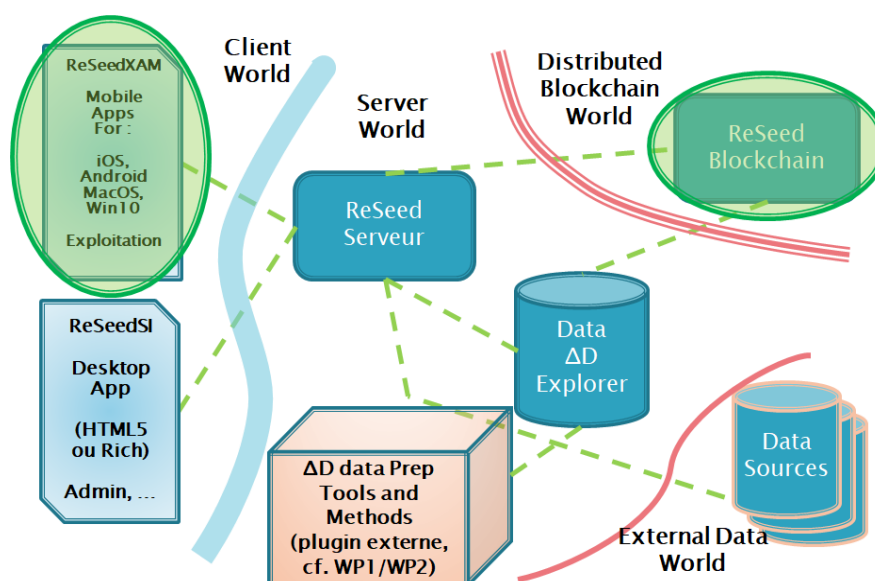 ReSeedXAM
Mobile
Apps
For :
iOS,
Android
MacOS,
Win10
Exploitation
Client
World
Server
World
Distributed
Blockchain
World
ReSeed
Blockchain
ReSeed
Serveur
ReSeedSI
Desktop
App
(HTML5
ou Rich)
Admin, ...
Data
ΔD
Explorer
ΔD data Prep
Tools and
Methods
(plugin externe,
cf. WP1/WP2)
Data
Sources
External Data
World